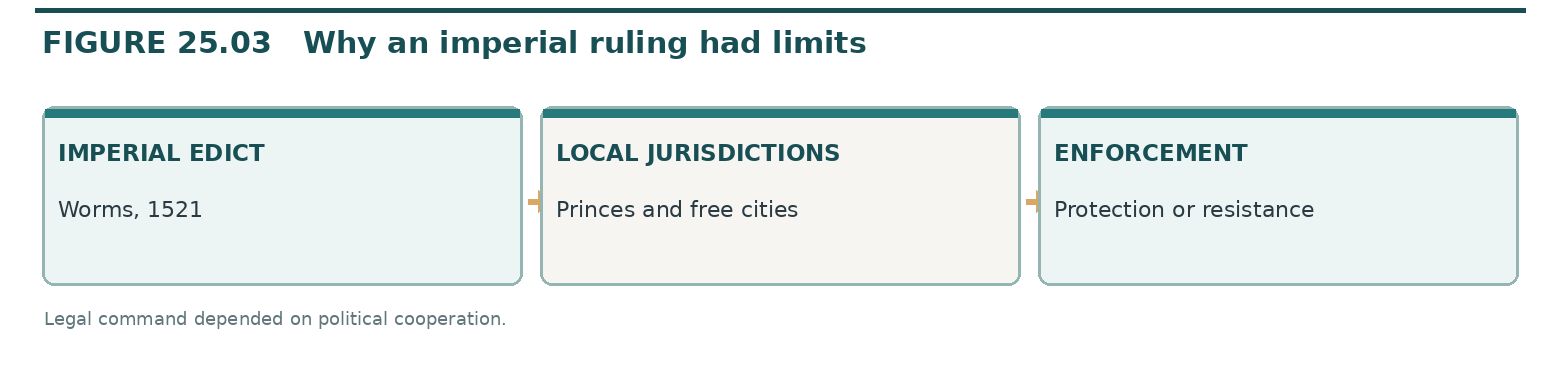 FIGURE 25.03 Why an imperial ruling had limits
IMPERIAL EDICT
Worms, 1521
LOCAL JURISDICTIONS
Princes and free cities
ENFORCEMENT
Protection or resistance
Legal command depended on political cooperation.